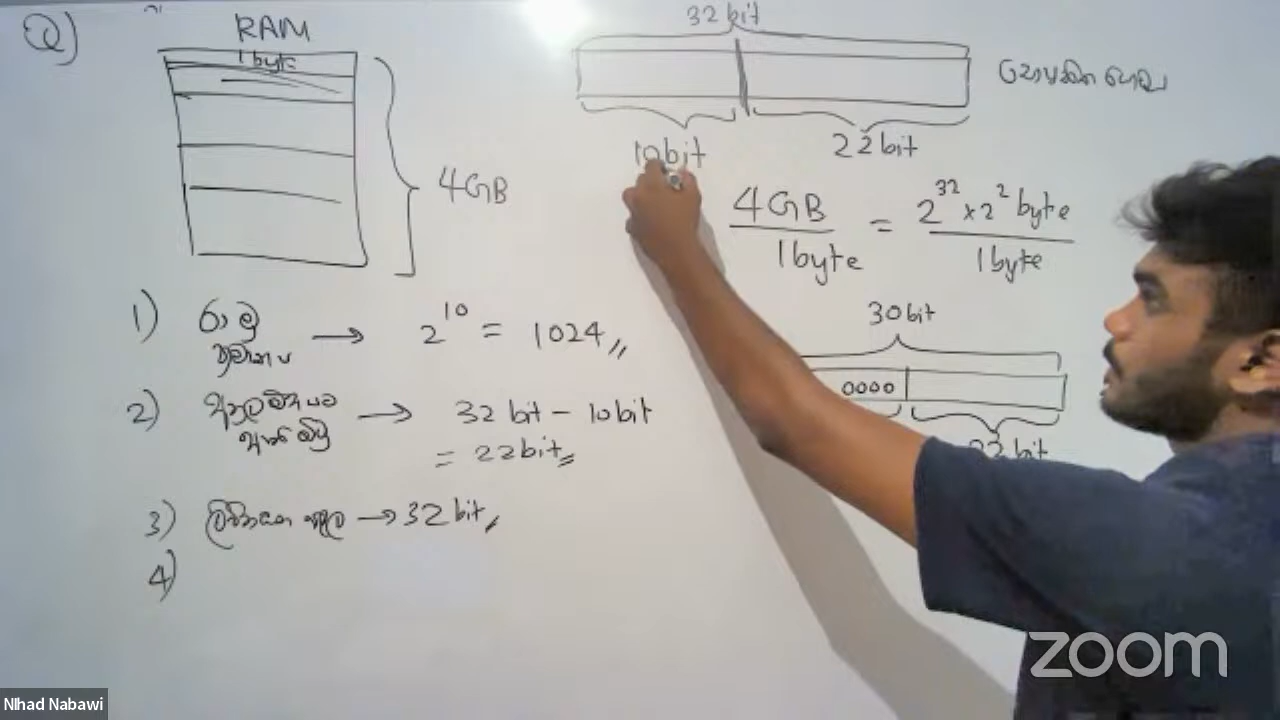 Q)
RAM
1 byte
4GB
32 bit
10bit
22 bit
4GB / 1 byte = 2^32 × 2^2 byte / 1 byte
30 bit
0000
22 bit
1) රාමු → 2^10 = 1024
2) → 32 bit - 10 bit
= 22 bit
3) → 32 bit
4)
zoom
NIhad Nabawi